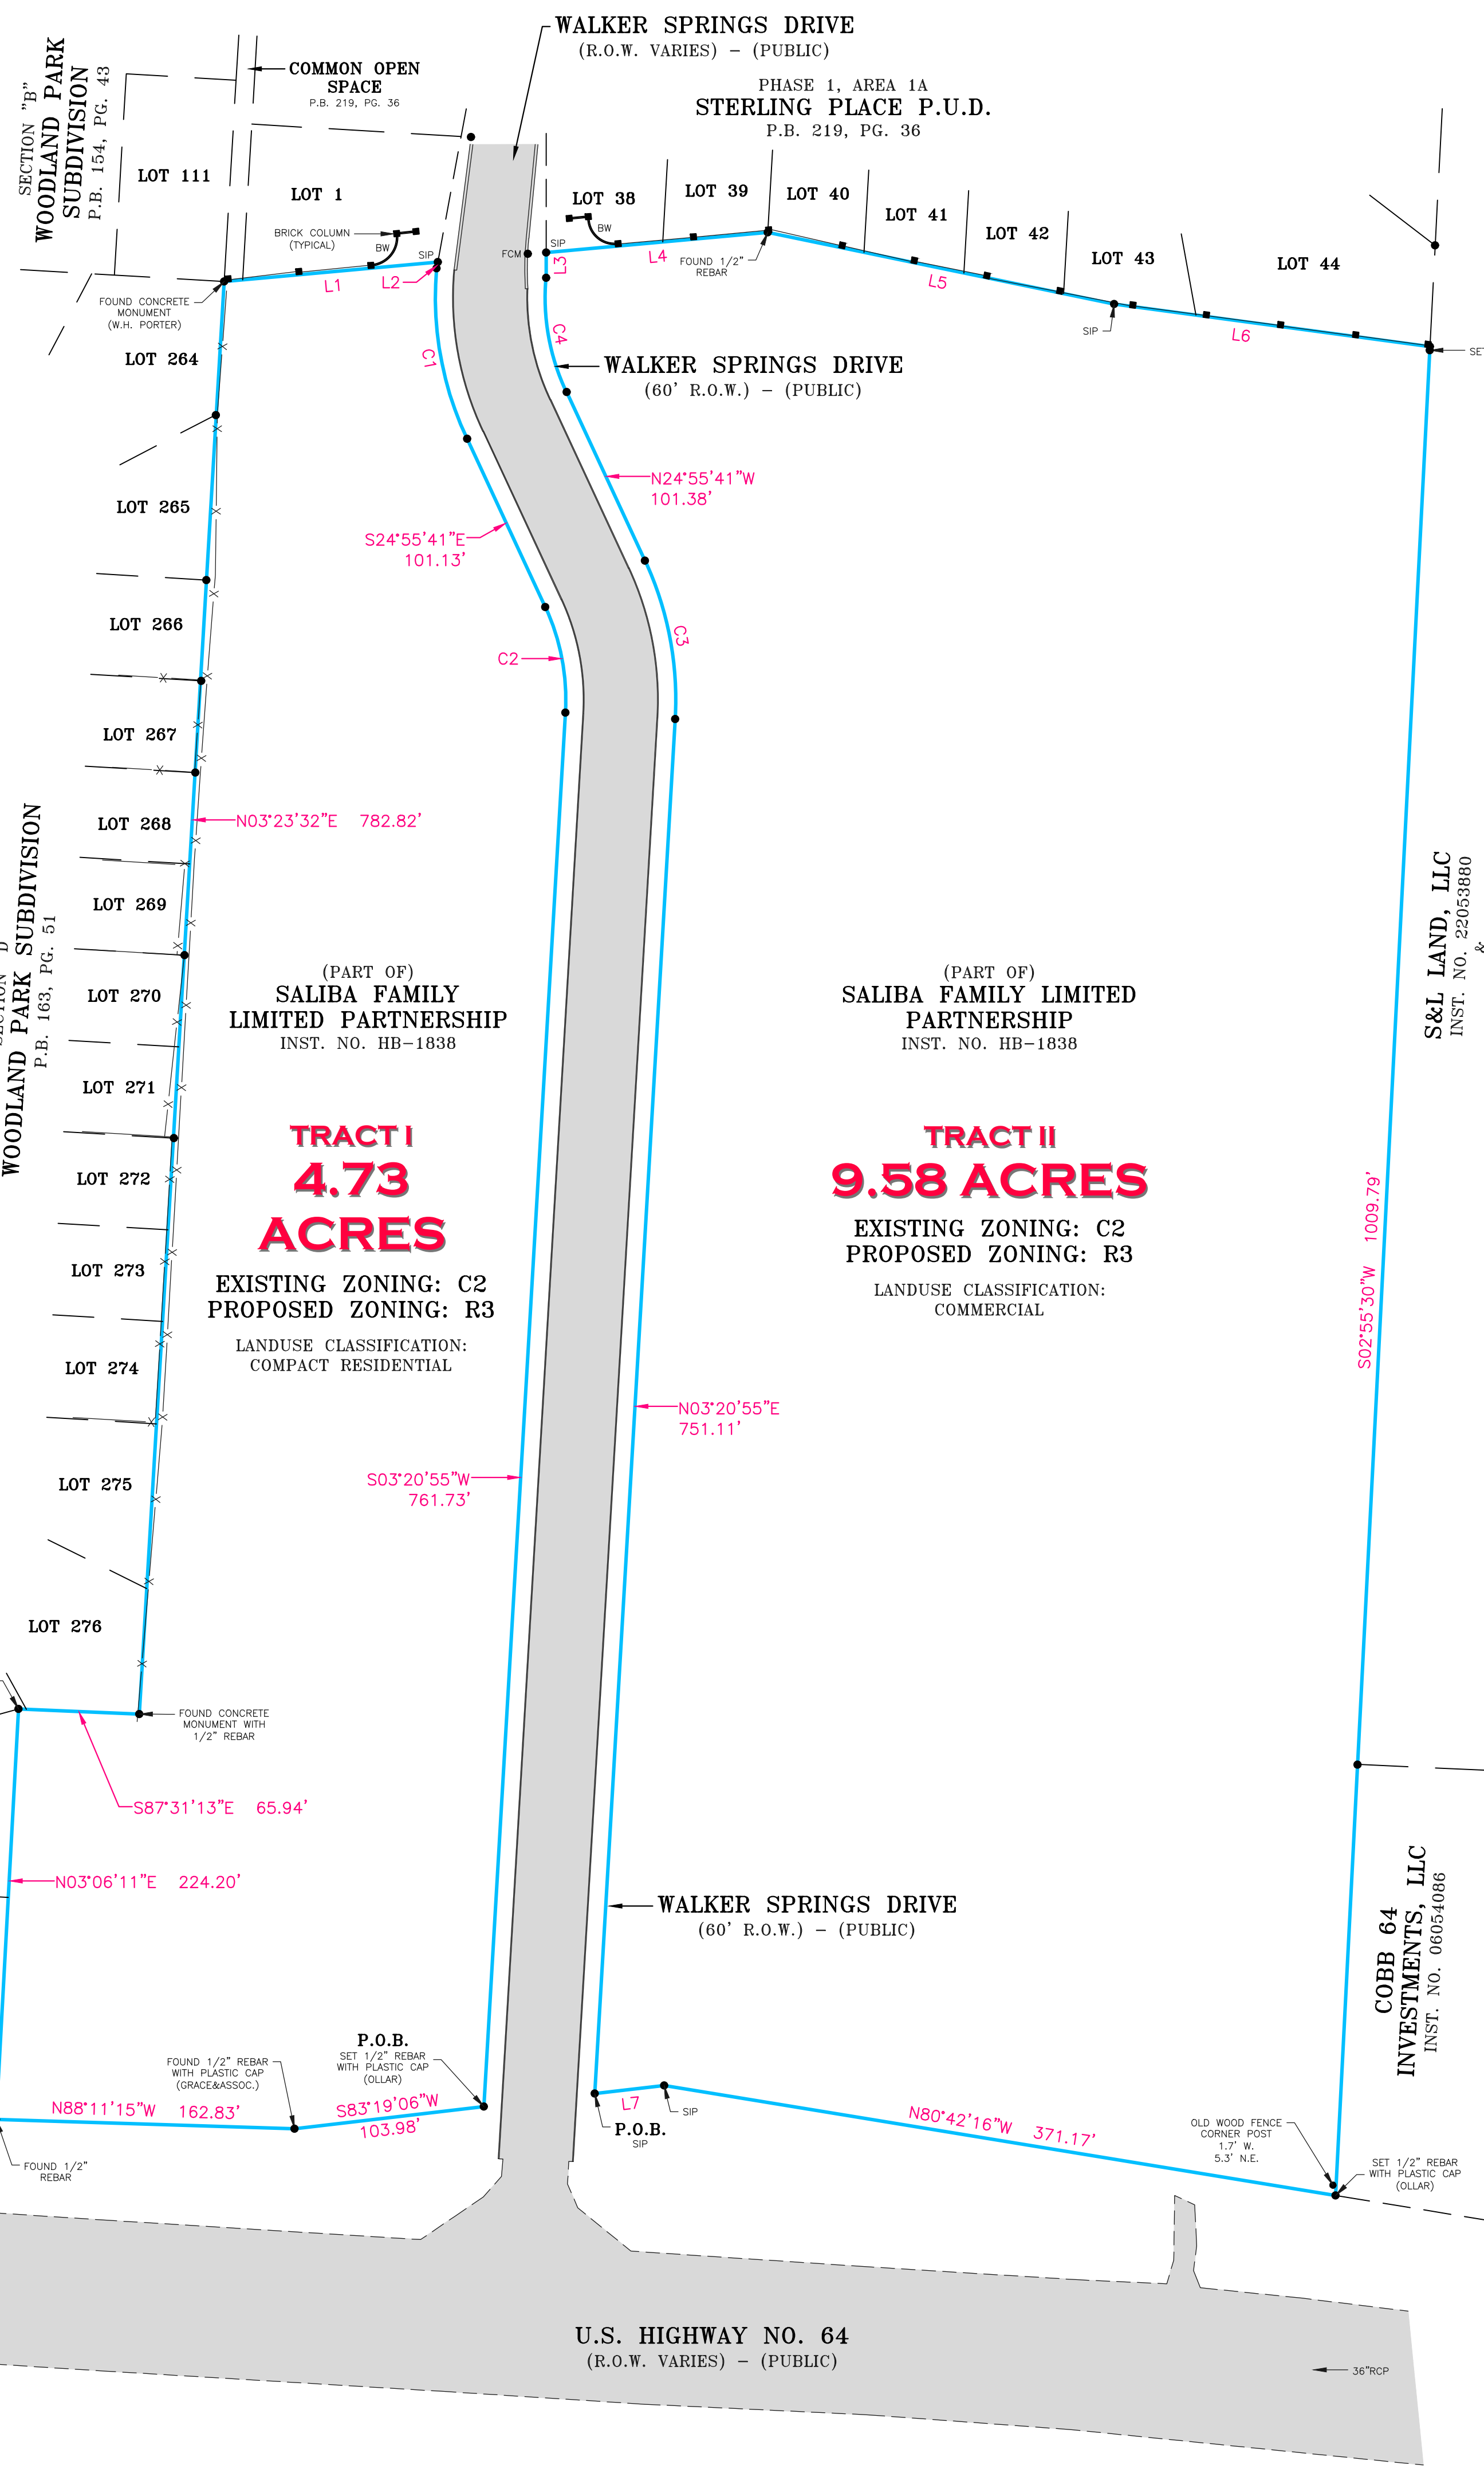 WALKER SPRINGS DRIVE
(R.O.W. VARIES) – (PUBLIC)
SECTION "B"
WOODLAND PARK
SUBDIVISION
P.B. 154, PG. 43
COMMON OPEN
SPACE
P.B. 219, PG. 36
PHASE 1, AREA 1A
STERLING PLACE P.U.D.
P.B. 219, PG. 36
LOT 111
LOT 1
LOT 38
LOT 39
LOT 40
LOT 41
LOT 42
LOT 43
LOT 44
BRICK COLUMN
(TYPICAL)
BW
SIP
FCM
SIP
BW
L1
L2
L3
L4
L5
L6
FOUND 1/2"
REBAR
SIP
SET
FOUND CONCRETE
MONUMENT
(W.H. PORTER)
C1
C4
WALKER SPRINGS DRIVE
(60' R.O.W.) – (PUBLIC)
LOT 264
LOT 265
LOT 266
LOT 267
LOT 268
LOT 269
LOT 270
LOT 271
LOT 272
LOT 273
LOT 274
LOT 275
LOT 276
N24°55'41"W
101.38'
S24°55'41"E
101.13'
C2
C3
N03°23'32"E 782.82'
WOODLAND PARK SUBDIVISION
P.B. 163, PG. 51
(PART OF)
SALIBA FAMILY
LIMITED PARTNERSHIP
INST. NO. HB–1838
TRACT I
4.73
ACRES
EXISTING ZONING: C2
PROPOSED ZONING: R3
LANDUSE CLASSIFICATION:
COMPACT RESIDENTIAL
(PART OF)
SALIBA FAMILY LIMITED
PARTNERSHIP
INST. NO. HB–1838
TRACT II
9.58 ACRES
EXISTING ZONING: C2
PROPOSED ZONING: R3
LANDUSE CLASSIFICATION:
COMMERCIAL
S&L LAND, LLC
INST. NO. 22053880
&
S02°55'30"W 1009.79'
N03°20'55"E
751.11'
S03°20'55"W
761.73'
FOUND CONCRETE
MONUMENT WITH
1/2" REBAR
S87°31'13"E 65.94'
N03°06'11"E 224.20'
WALKER SPRINGS DRIVE
(60' R.O.W.) – (PUBLIC)
COBB 64
INVESTMENTS, LLC
INST. NO. 06054086
P.O.B.
SET 1/2" REBAR
WITH PLASTIC CAP
(OLLAR)
FOUND 1/2" REBAR
WITH PLASTIC CAP
(GRACE&ASSOC.)
N88°11'15"W 162.83'
S83°19'06"W
103.98'
L7
SIP
P.O.B.
SIP
N80°42'16"W 371.17'
OLD WOOD FENCE
CORNER POST
1.7' W.
5.3' N.E.
SET 1/2" REBAR
WITH PLASTIC CAP
(OLLAR)
FOUND 1/2"
REBAR
U.S. HIGHWAY NO. 64
(R.O.W. VARIES) – (PUBLIC)
36"RCP